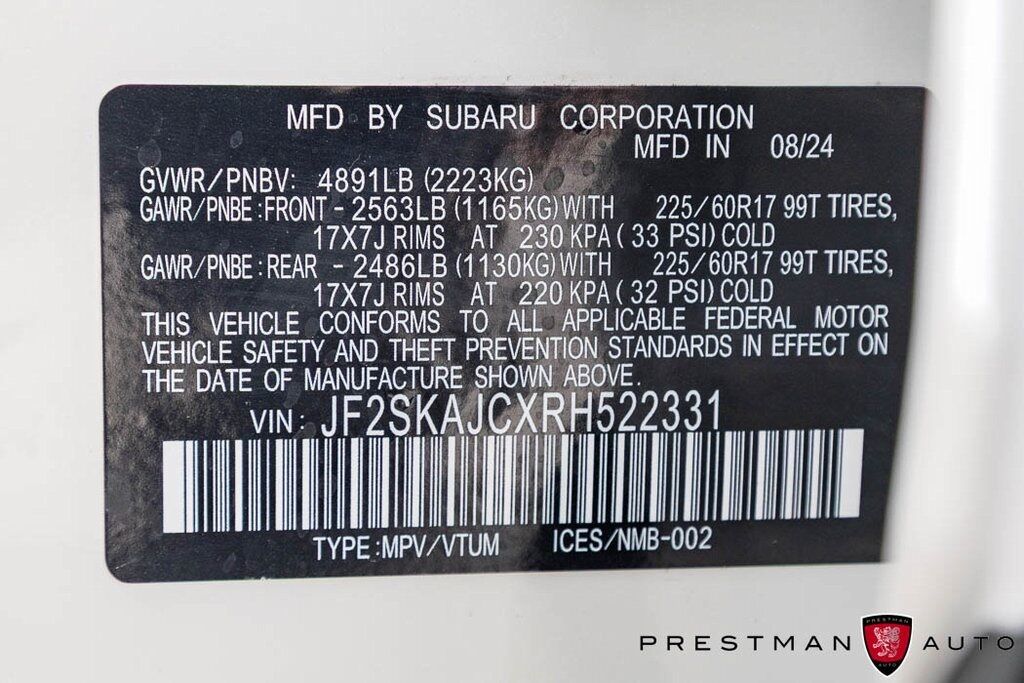 MFD BY SUBARU CORPORATION
MFD IN 08/24
GVWR/PNBV: 4891LB (2223KG)
GAWR/PNBE:FRONT-2563LB (1165KG) WITH 225/60R17 99T TIRES,
17X7J RIMS AT 230 KPA ( 33 PSI) COLD
GAWR/PNBE:REAR -2486LB (1130KG) WITH 225/60R17 99T TIRES,
17X7J RIMS AT 220 KPA ( 32 PSI) COLD
THIS VEHICLE CONFORMS TO ALL APPLICABLE FEDERAL MOTOR
VEHICLE SAFETY AND THEFT PREVENTION STANDARDS IN EFFECT ON
THE DATE OF MANUFACTURE SHOWN ABOVE.
VIN: JF2SKAJCXRH522331
TYPE:MPV/VTUM ICES/NMB-002
PRESTMAN
PRESTMAN AUTO